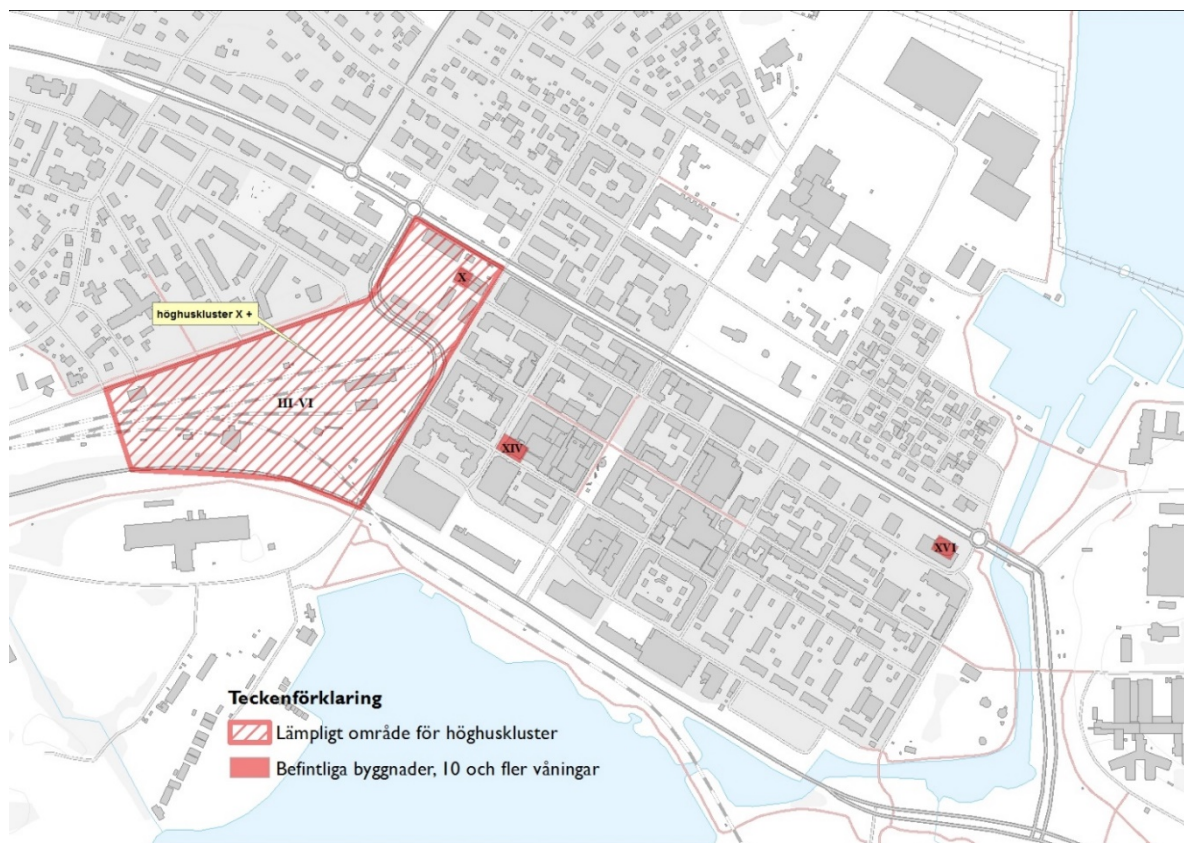 X
höghuskluster X +
III-VI
XIV
XVI
Teckenförklaring
Lämpligt område för höghuskluster
Befintliga byggnader, 10 och fler våningar